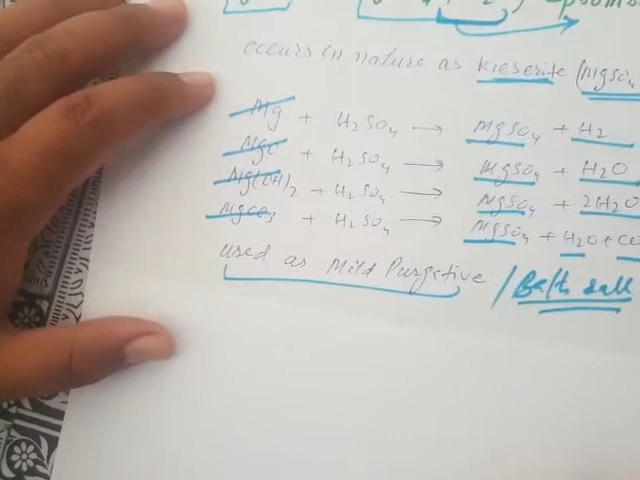 occurs in nature as kieserite (MgSO4
Mg + H2SO4 → MgSO4 + H2
MgO + H2SO4 → MgSO4 + H2O
Mg(OH)2 + H2SO4 → MgSO4 + 2H2O
MgCO3 + H2SO4 → MgSO4 + H2O + CO
used as Mild Purgative / Bath salt